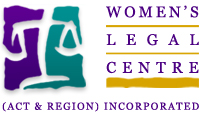 WOMEN'S
LEGAL
CENTRE
(ACT & REGION) INCORPORATED